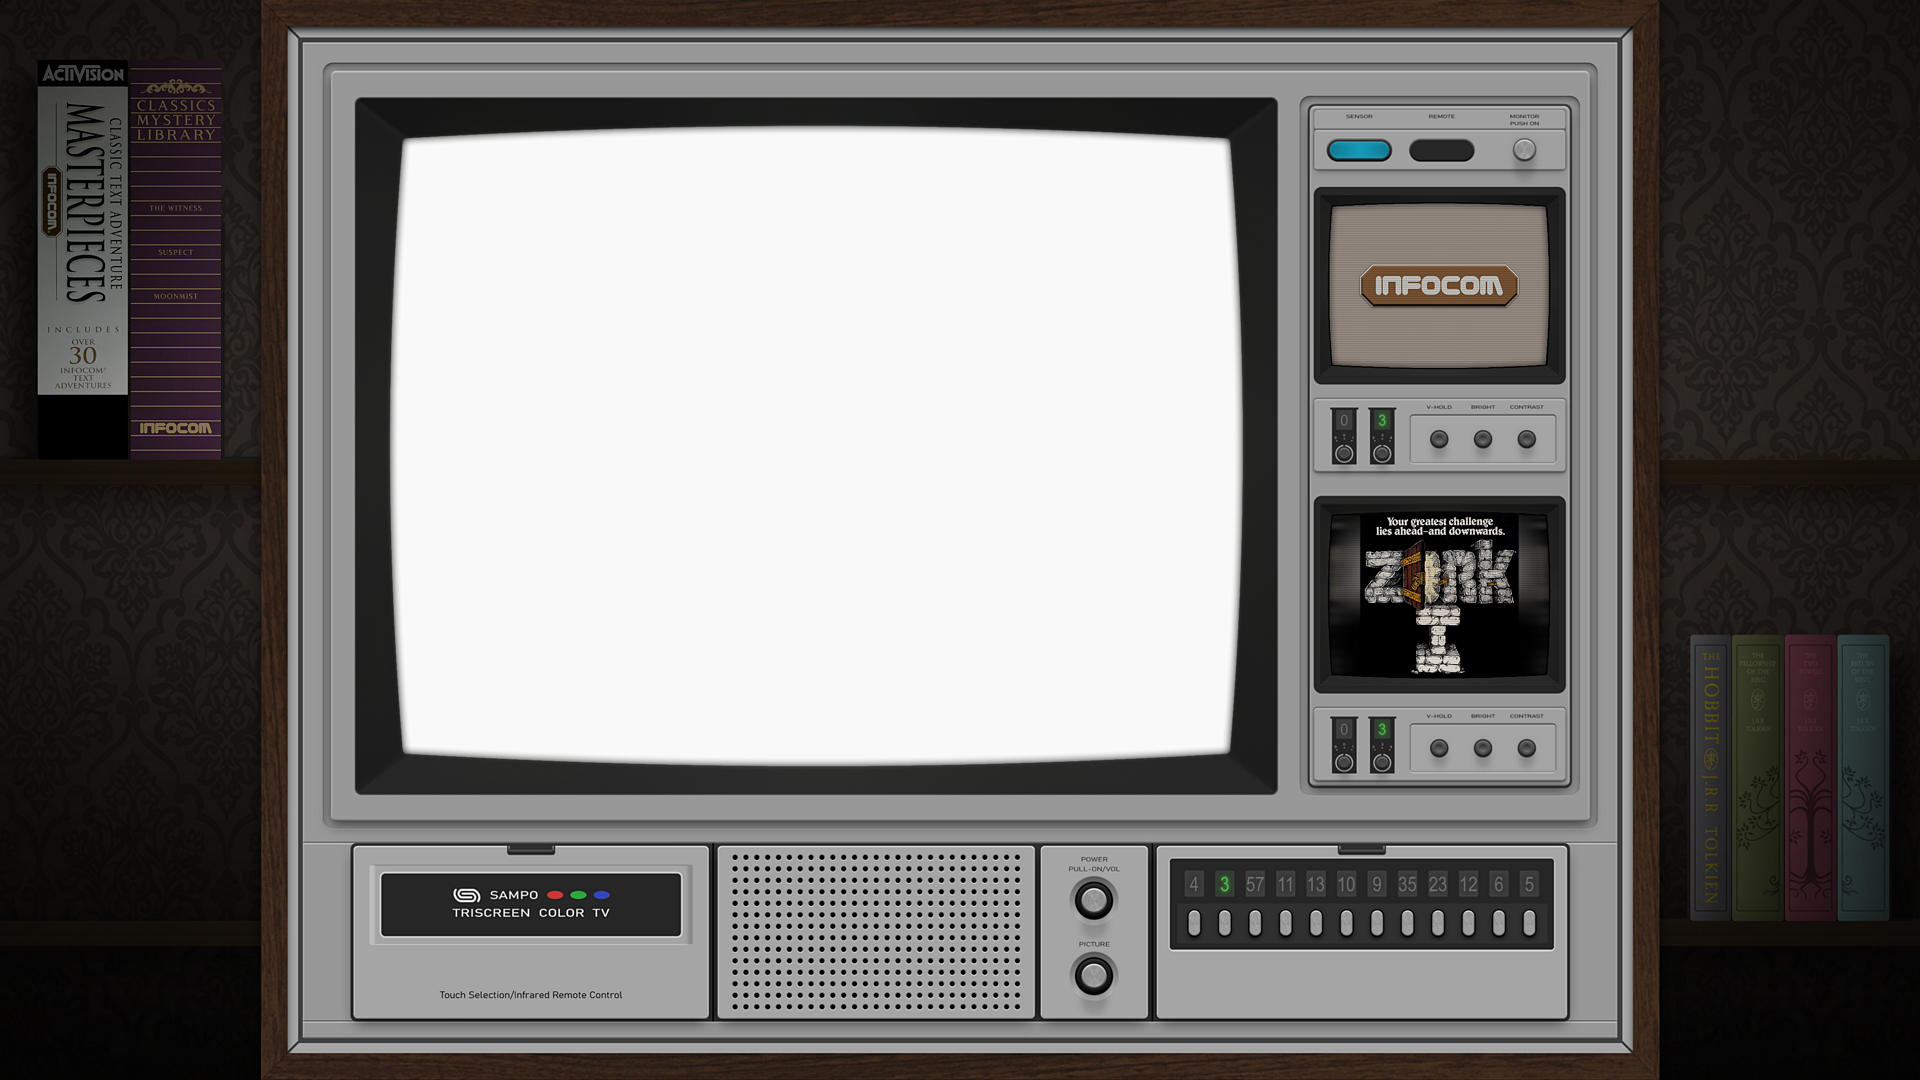 ACTIVISION
CLASSIC TEXT ADVENTURE
MASTERPIECES
INFOCOM
INCLUDES
OVER
30
INFOCOM®
TEXT
ADVENTURES
CLASSICS
MYSTERY
LIBRARY
THE WITNESS
SUSPECT
MOONMIST
INFOCOM
SENSOR
REMOTE
MONITOR
PUSH ON
INFOCOM
0
3
V-HOLD
BRIGHT
CONTRAST
Your greatest challenge
lies ahead–and downwards.
ZORK
I
0
3
V-HOLD
BRIGHT
CONTRAST
SAMPO
TRISCREEN COLOR TV
Touch Selection/Infrared Remote Control
POWER
PULL-ON/VOL
PICTURE
4 3 57 11 13 10 9 35 23 12 6 5
THE HOBBIT J.R.R. TOLKIEN
THE
FELLOWSHIP
OF THE
RING
J.R.R.
TOLKIEN
THE
TWO
TOWERS
J.R.R.
TOLKIEN
THE
RETURN
OF THE
KING
J.R.R.
TOLKIEN